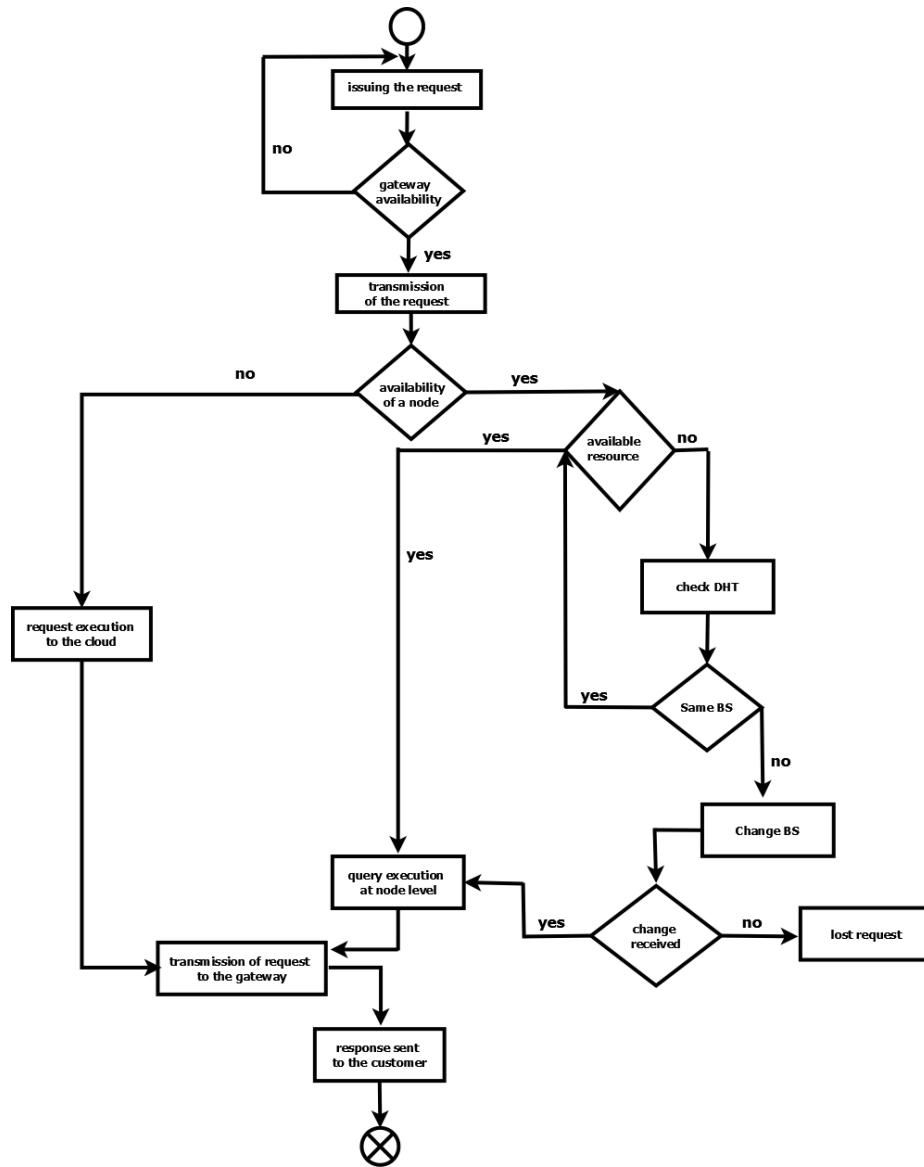 issuing the request
no
gateway
availability
yes
transmission
of the request
no
availability
of a node
yes
yes
available
resource
no
yes
check DHT
request execution
to the cloud
yes
Same BS
no
Change BS
query execution
at node level
yes
change
received
no
lost request
transmission of request
to the gateway
response sent
to the customer